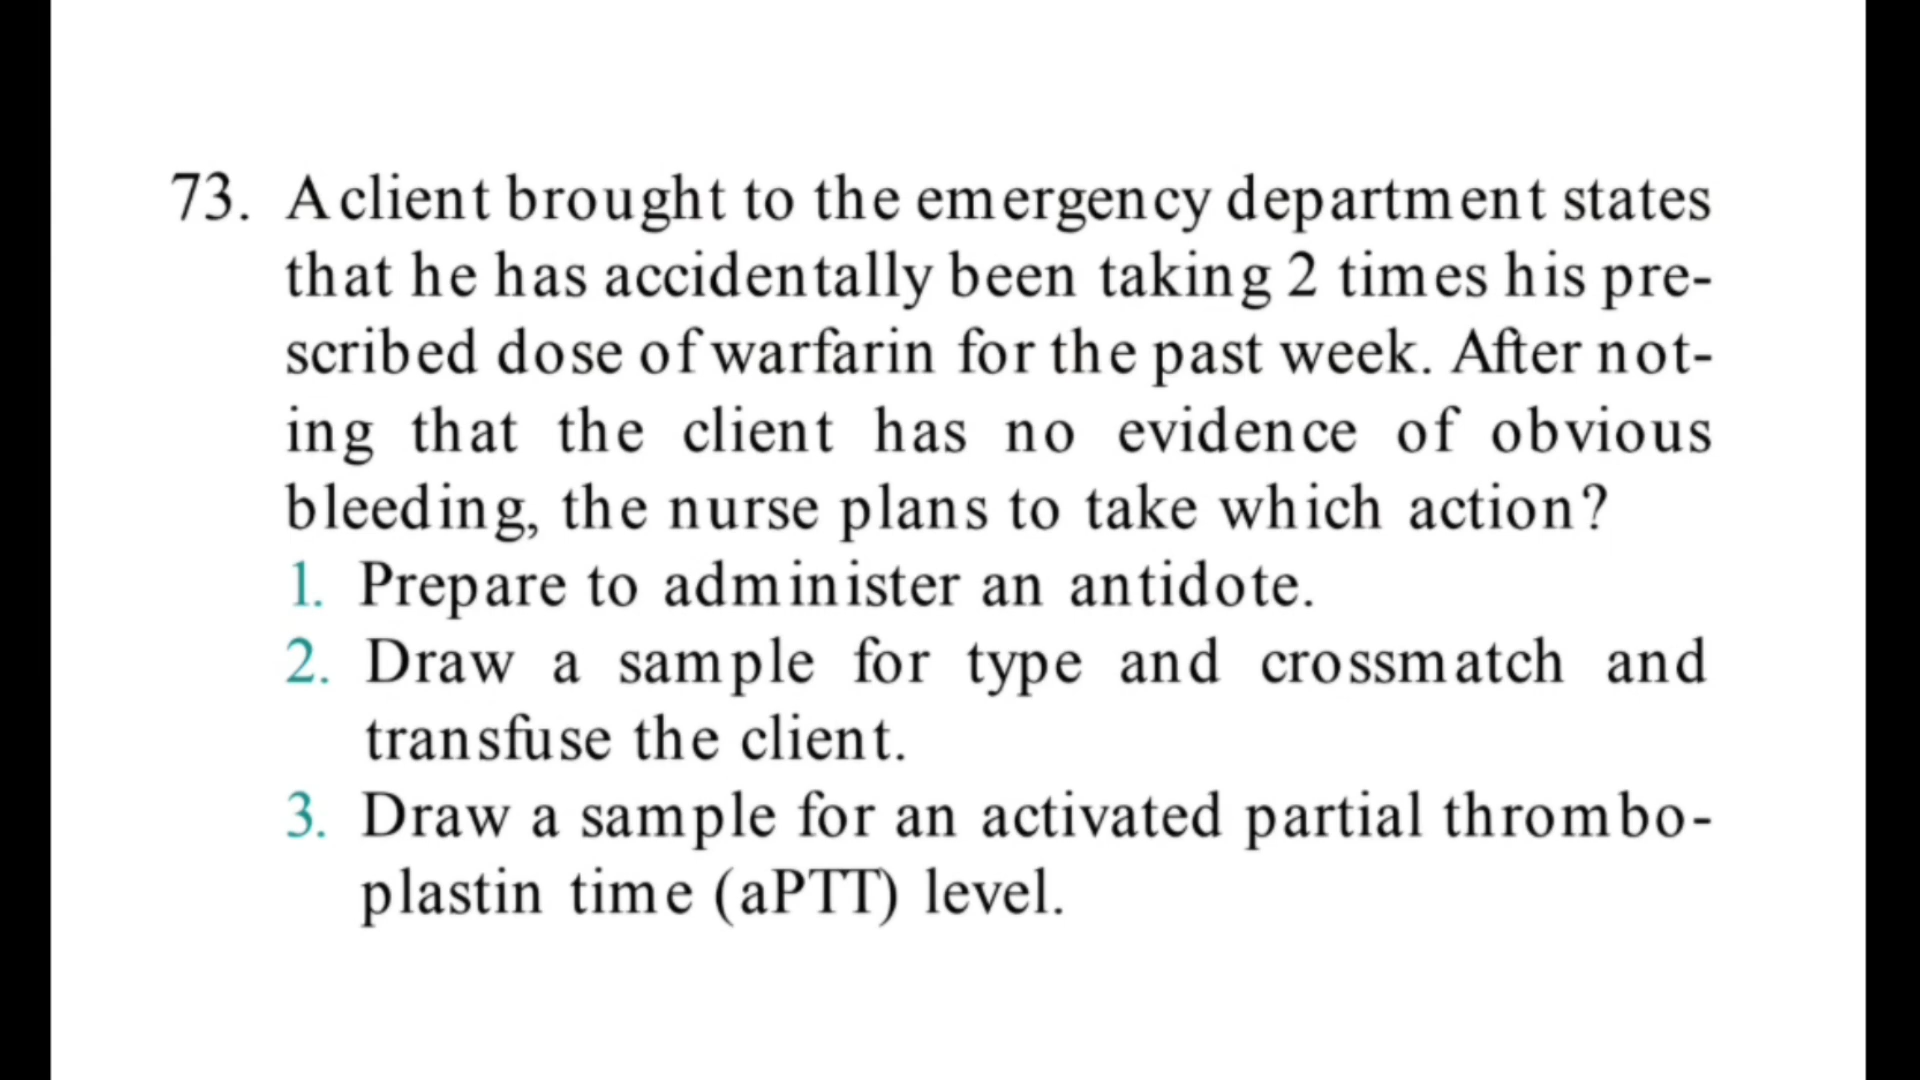 73. A client brought to the emergency department states
that he has accidentally been taking 2 times his pre-
scribed dose of warfarin for the past week. After not-
ing that the client has no evidence of obvious
bleeding, the nurse plans to take which action?
1. Prepare to administer an antidote.
2. Draw a sample for type and crossmatch and
transfuse the client.
3. Draw a sample for an activated partial thrombo-
plastin time (aPTT) level.